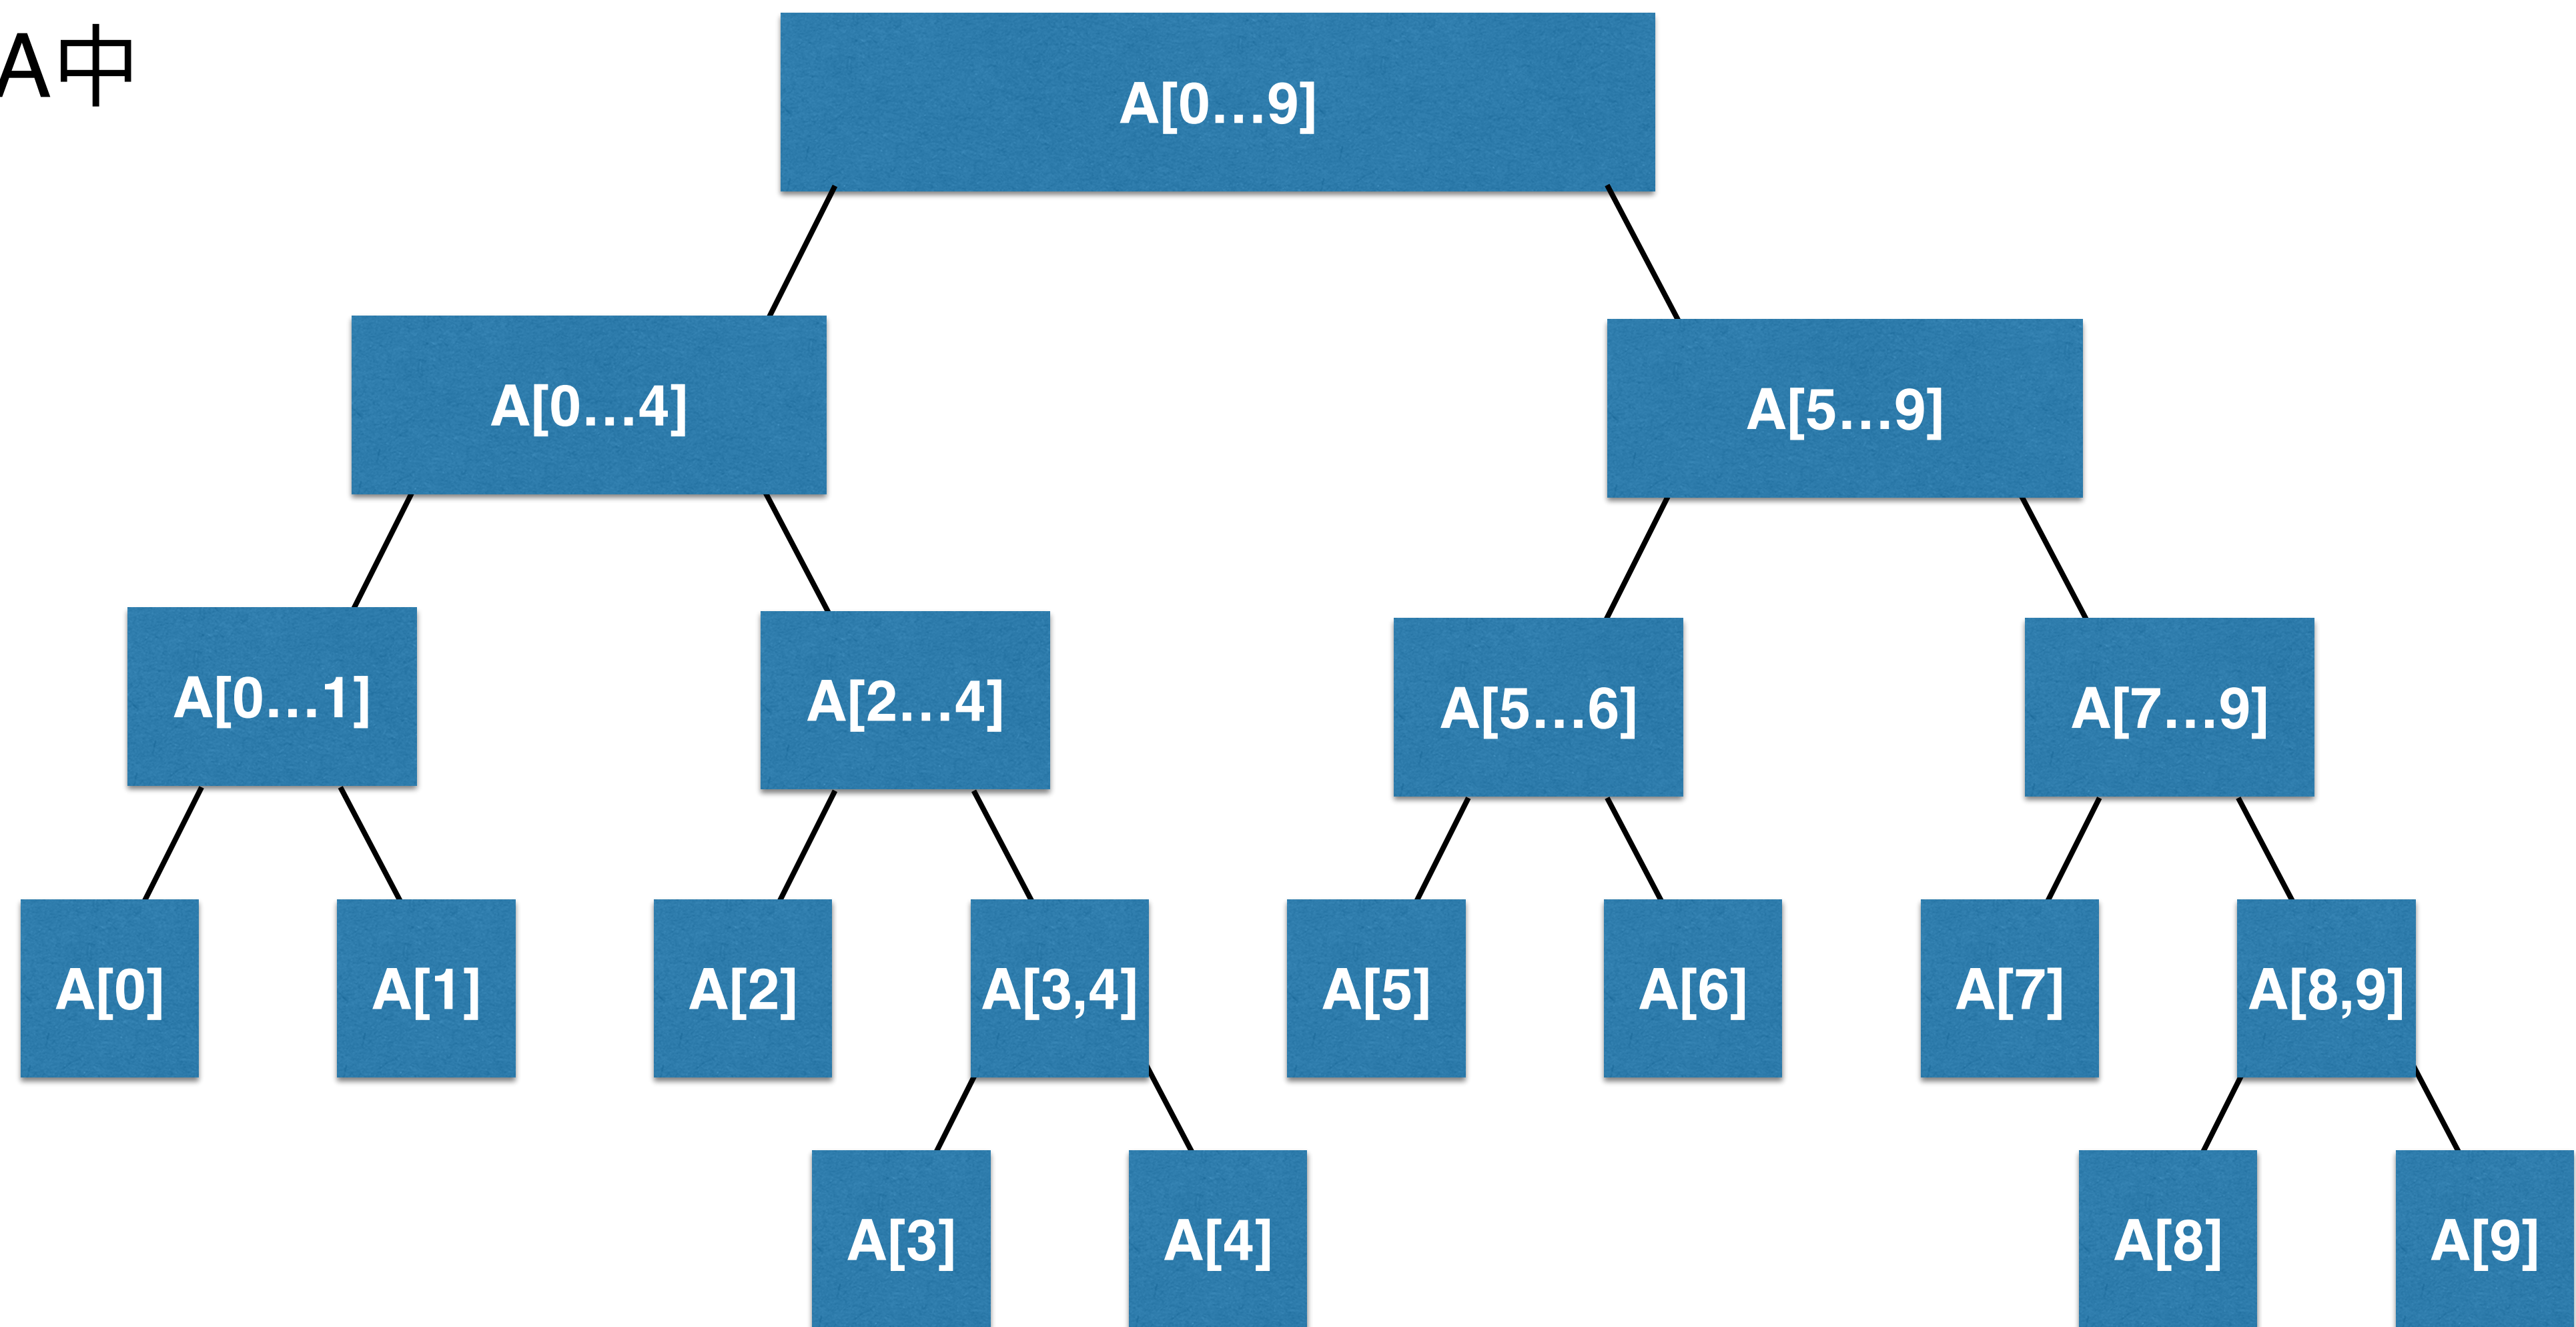 A中
A[0...9]
A[0...4]
A[5...9]
A[0...1]
A[2...4]
A[5...6]
A[7...9]
A[0]
A[1]
A[2]
A[3,4]
A[5]
A[6]
A[7]
A[8,9]
A[3]
A[4]
A[8]
A[9]